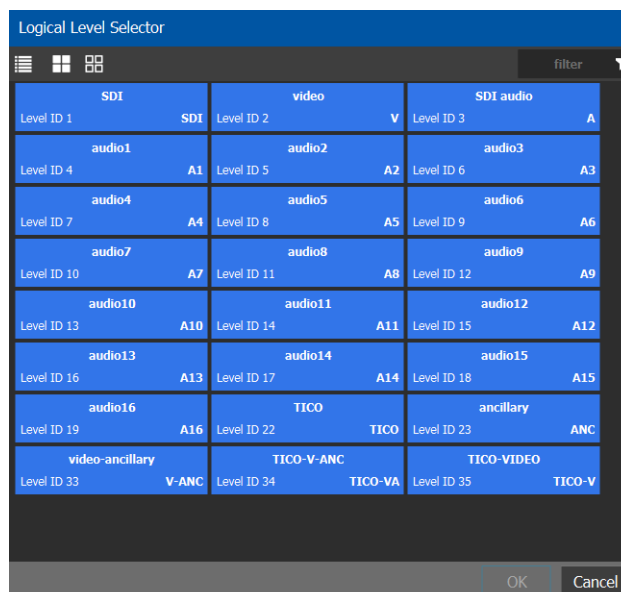 Logical Level Selector
filter
SDI video SDI audio
Level ID 1 SDI Level ID 2 V Level ID 3 A
audio1 audio2 audio3
Level ID 4 A1 Level ID 5 A2 Level ID 6 A3
audio4 audio5 audio6
Level ID 7 A4 Level ID 8 A5 Level ID 9 A6
audio7 audio8 audio9
Level ID 10 A7 Level ID 11 A8 Level ID 12 A9
audio10 audio11 audio12
Level ID 13 A10 Level ID 14 A11 Level ID 15 A12
audio13 audio14 audio15
Level ID 16 A13 Level ID 17 A14 Level ID 18 A15
audio16 TICO ancillary
Level ID 19 A16 Level ID 22 TICO Level ID 23 ANC
video-ancillary TICO-V-ANC TICO-VIDEO
Level ID 33 V-ANC Level ID 34 TICO-VA Level ID 35 TICO-V
OK Cancel